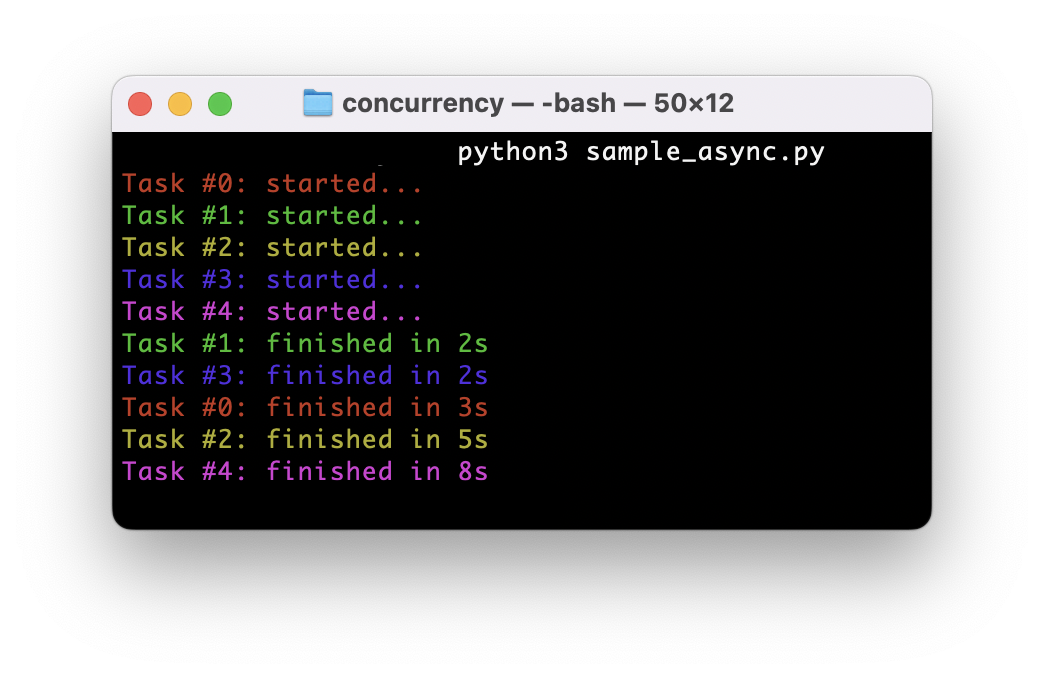 concurrency — -bash — 50×12
python3 sample_async.py
Task #0: started...
Task #1: started...
Task #2: started...
Task #3: started...
Task #4: started...
Task #1: finished in 2s
Task #3: finished in 2s
Task #0: finished in 3s
Task #2: finished in 5s
Task #4: finished in 8s